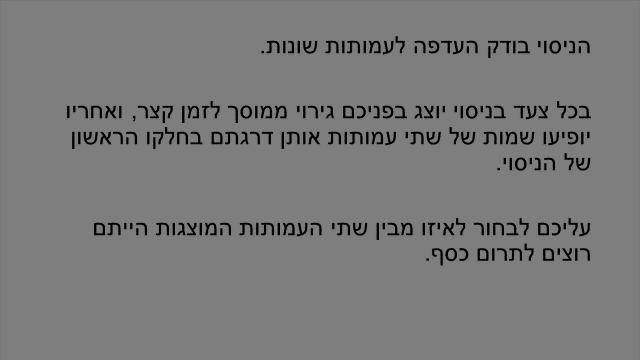 הניסוי בודק העדפה לעמותות שונות.
בכל צעד בניסוי יוצג בפניכם גירוי ממוסך לזמן קצר, ואחריו
יופיעו שמות של שתי עמותות אותן דרגתם בחלקו הראשון
של הניסוי.
עליכם לבחור לאיזו מבין שתי העמותות המוצגות הייתם
רוצים לתרום כסף.